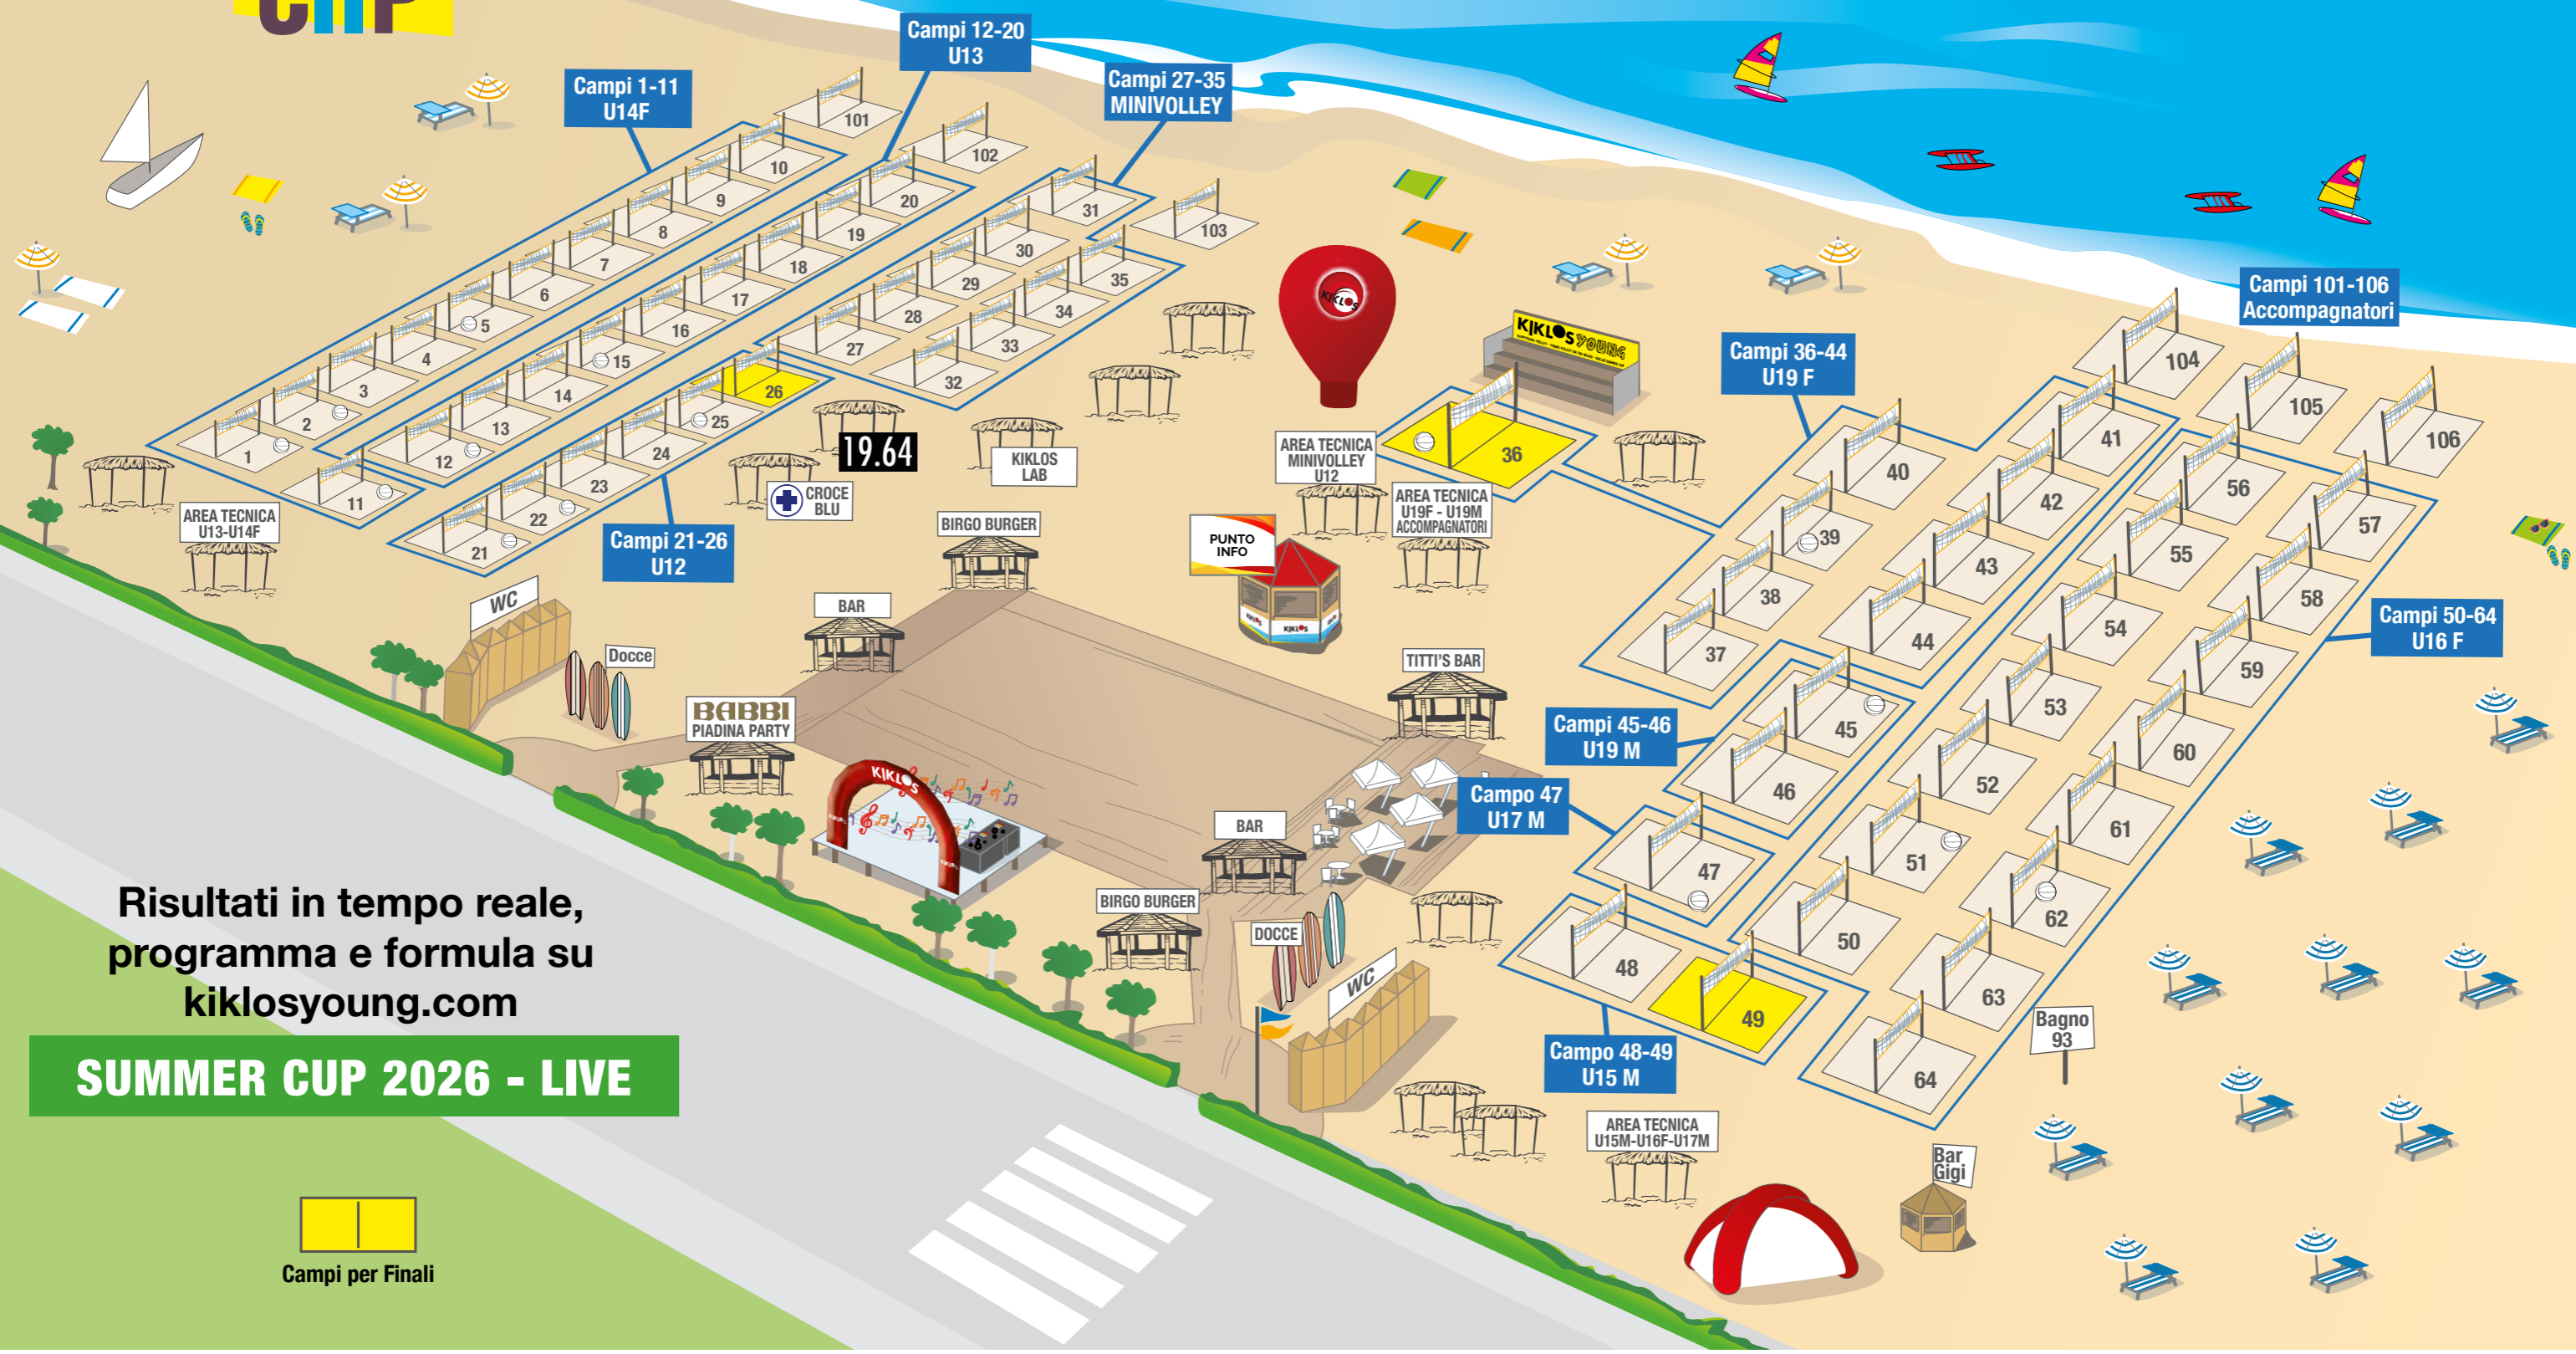 Campi 12-20
U13
Campi 1-11
U14F
Campi 27-35
MINIVOLLEY
101
102
103
10
9
8
7
6
5
4
3
2
1
11
20
19
18
17
16
15
14
13
12
31
30
29
28
27
35
34
33
32
26
25
24
23
22
21
Campi 21-26
U12
AREA TECNICA
U13-U14F
19.64
CROCE
BLU
KIKLOS
LAB
KIKLOS
KIKLOS YOUNG
AREA TECNICA
MINIVOLLEY
U12
AREA TECNICA
U19F - U19M
ACCOMPAGNATORI
PUNTO
INFO
KIKLOS
BIRGO BURGER
BAR
WC
Docce
BABBI
PIADINA PARTY
KIKLOS
TITTI'S BAR
BAR
BIRGO BURGER
DOCCE
WC
Campi 36-44
U19 F
36
37
38
39
40
41
42
43
44
Campi 101-106
Accompagnatori
104
105
106
Campi 45-46
U19 M
45
46
Campo 47
U17 M
47
Campo 48-49
U15 M
48
49
Campi 50-64
U16 F
50
51
52
53
54
55
56
57
58
59
60
61
62
63
64
Bagno
93
AREA TECNICA
U15M-U16F-U17M
Bar
Gigi
Risultati in tempo reale,
programma e formula su
kiklosyoung.com
SUMMER CUP 2026 - LIVE
Campi per Finali